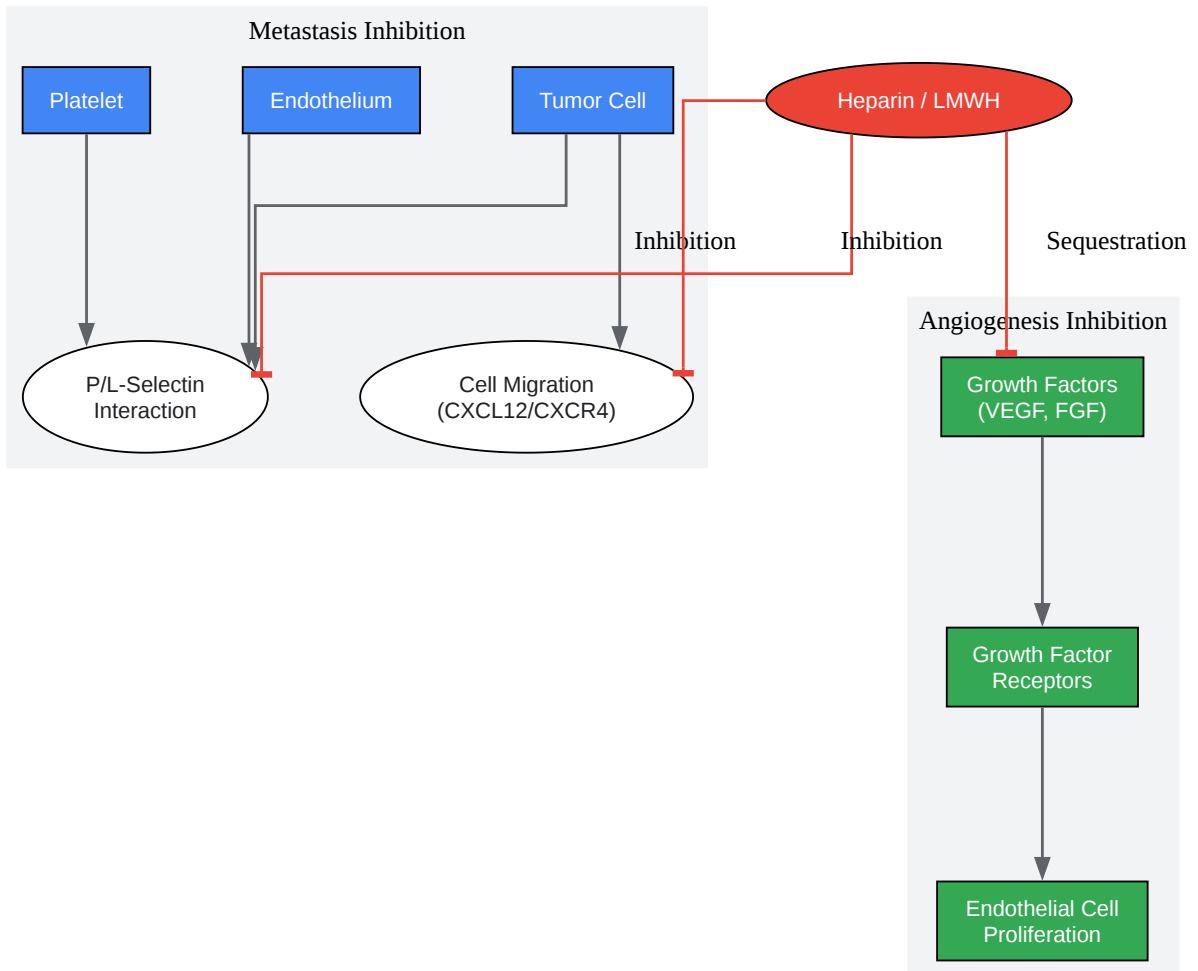 Metastasis Inhibition
Platelet
Endothelium
Tumor Cell
Heparin / LMWH
Inhibition
Inhibition
Sequestration
Angiogenesis Inhibition
P/L-Selectin
Interaction
Cell Migration
(CXCL12/CXCR4)
Growth Factors
(VEGF, FGF)
Growth Factor
Receptors
Endothelial Cell
Proliferation